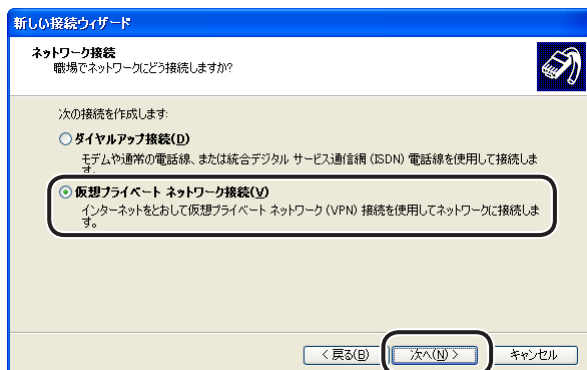 新しい接続ウィザード
ネットワーク接続
職場でネットワークにどう接続しますか?
次の接続を作成します:
ダイヤルアップ接続(D)
モデムや通常の電話線、または統合デジタル サービス通信網 (ISDN) 電話線を使用して接続しま
す。
仮想プライベート ネットワーク接続(V)
インターネットをとおして仮想プライベート ネットワーク (VPN) 接続を使用してネットワークに接続しま
す。
< 戻る(B) 次へ(N) > キャンセル